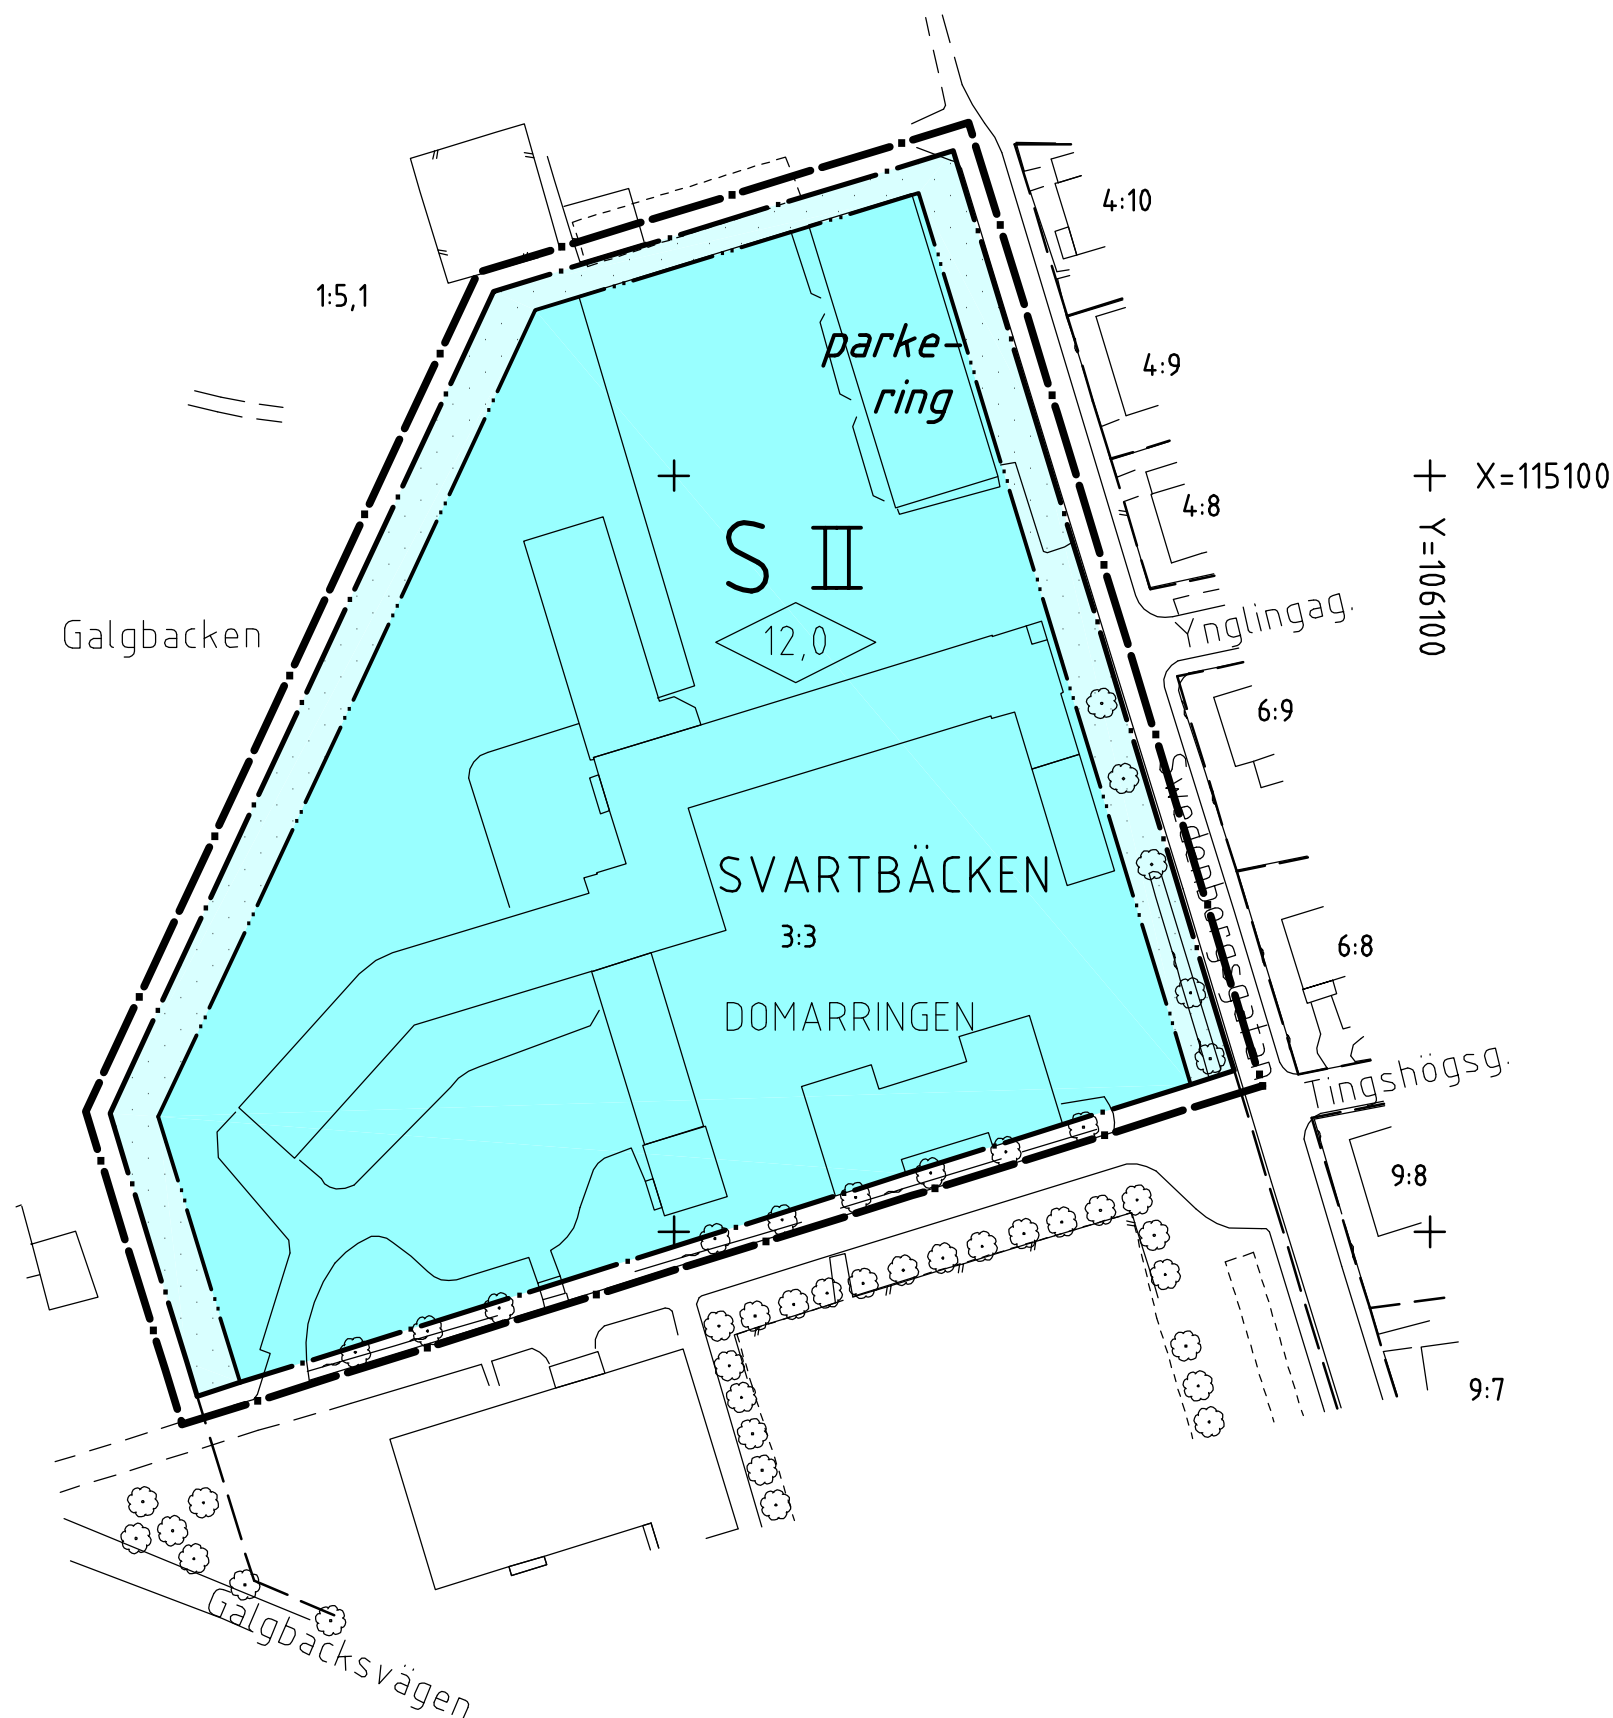 4:10
1:5,1
parke-
ring
4:9
X=115100
4:8
S II
Y=106100
Ynglingag.
Galgbacken
12,0
6:9
SVARTBÄCKEN
3:3
6:8
DOMARRINGEN
Tingshögsg.
9:8
9:7
Galgbacksvägen